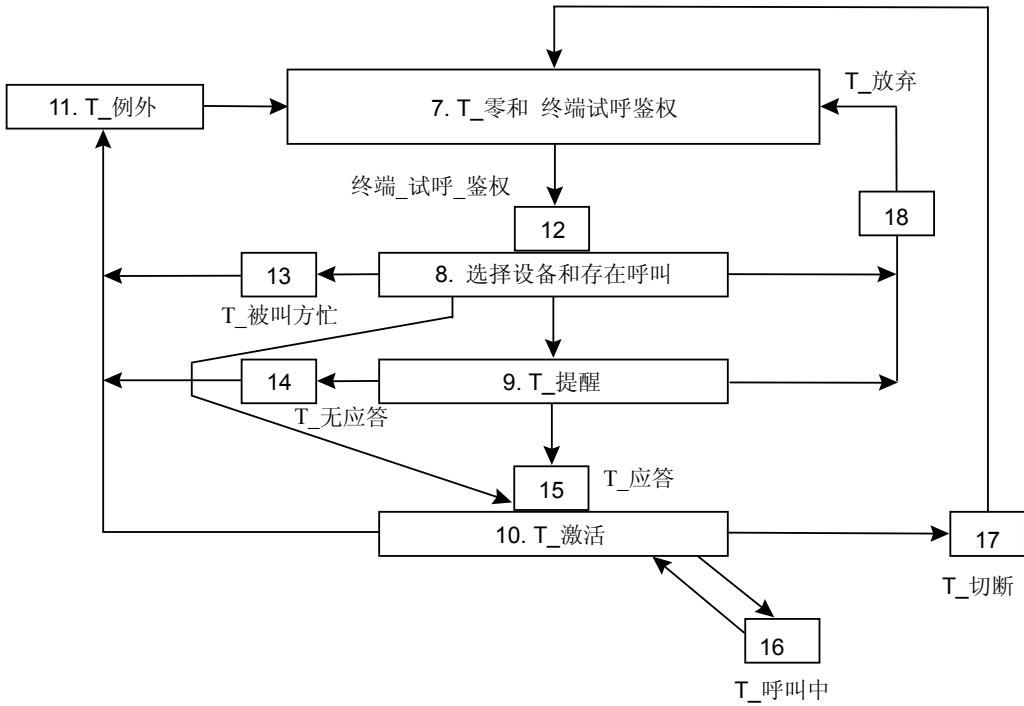 T_放弃
11. T_例外
7. T_零和 终端试呼鉴权
终端_试呼_鉴权
18
12
13
8. 选择设备和存在呼叫
T_被叫方忙
14
9. T_提醒
T_无应答
15
T_应答
10. T_激活
17
T_切断
16
T_呼叫中